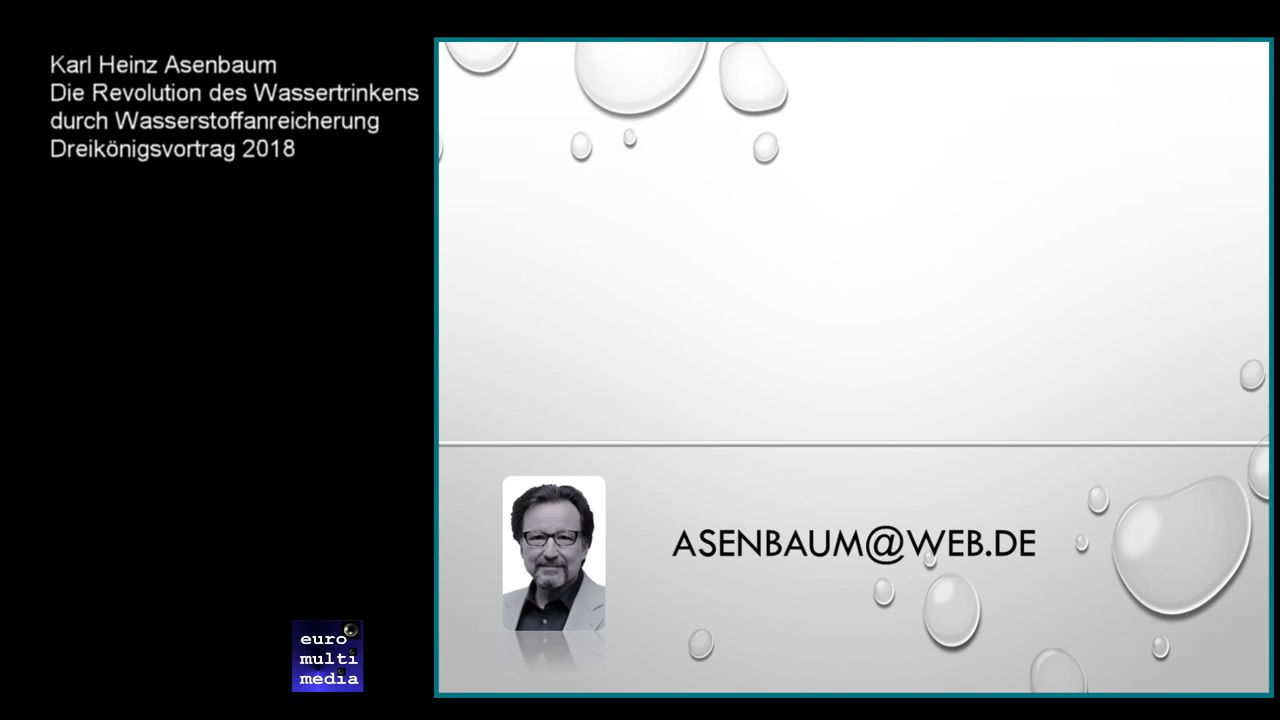 Karl Heinz Asenbaum
Die Revolution des Wassertrinkens
durch Wasserstoffanreicherung
Dreikönigsvortrag 2018
ASENBAUM@WEB.DE
euro
multi
media